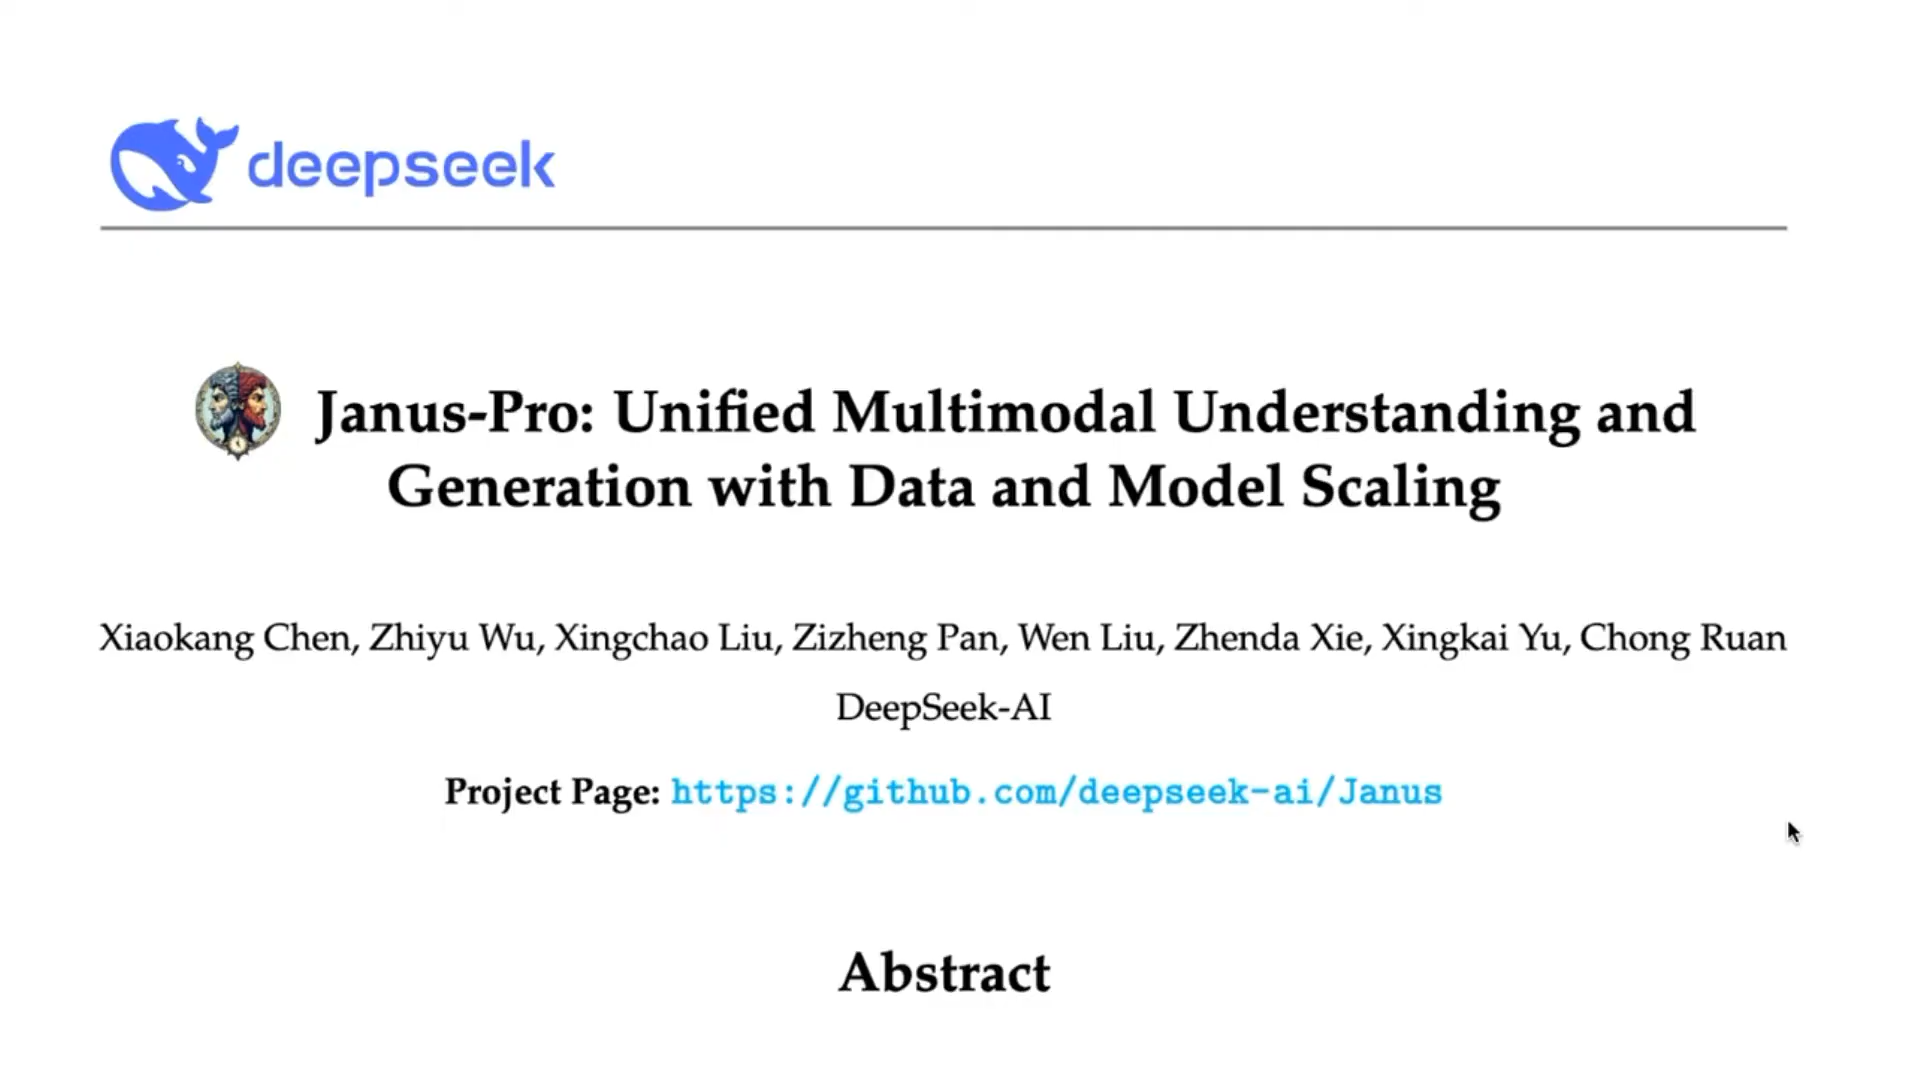 deepseek
Janus-Pro: Unified Multimodal Understanding and
Generation with Data and Model Scaling
Xiaokang Chen, Zhiyu Wu, Xingchao Liu, Zizheng Pan, Wen Liu, Zhenda Xie, Xingkai Yu, Chong Ruan
DeepSeek-AI
Project Page: https://github.com/deepseek-ai/Janus
Abstract